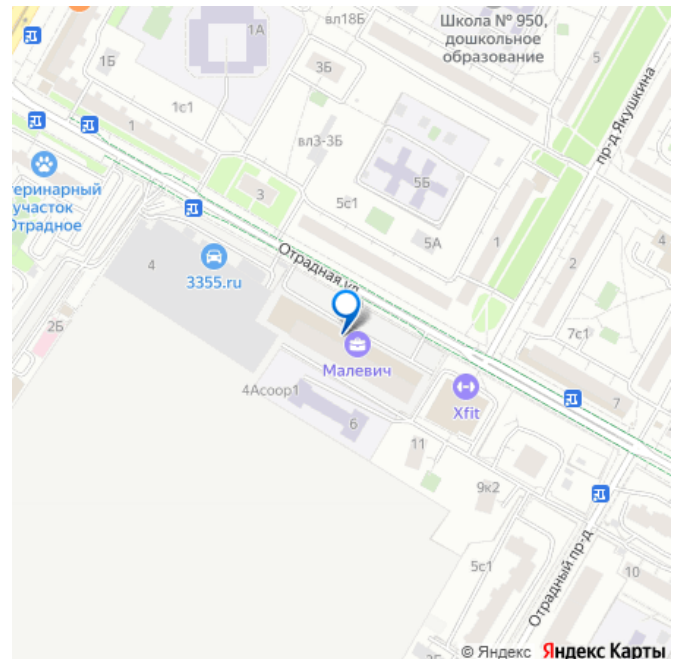 1А
вл18Б
Школа № 950,
дошкольное
образование
1Б
3Б
5
1с1
пр-д Якушкина
1
вл3-3Б
5Б
3
5с1
теринарный
участок
Отрадное
5А
1
4
Отрадная ул
2
4
3355.ru
2Б
7с1
Малевич
4Асоор1
Xfit
7
6
11
9к2
5с1
Отрадный пр-д
10
© Яндекс Яндекс Карты